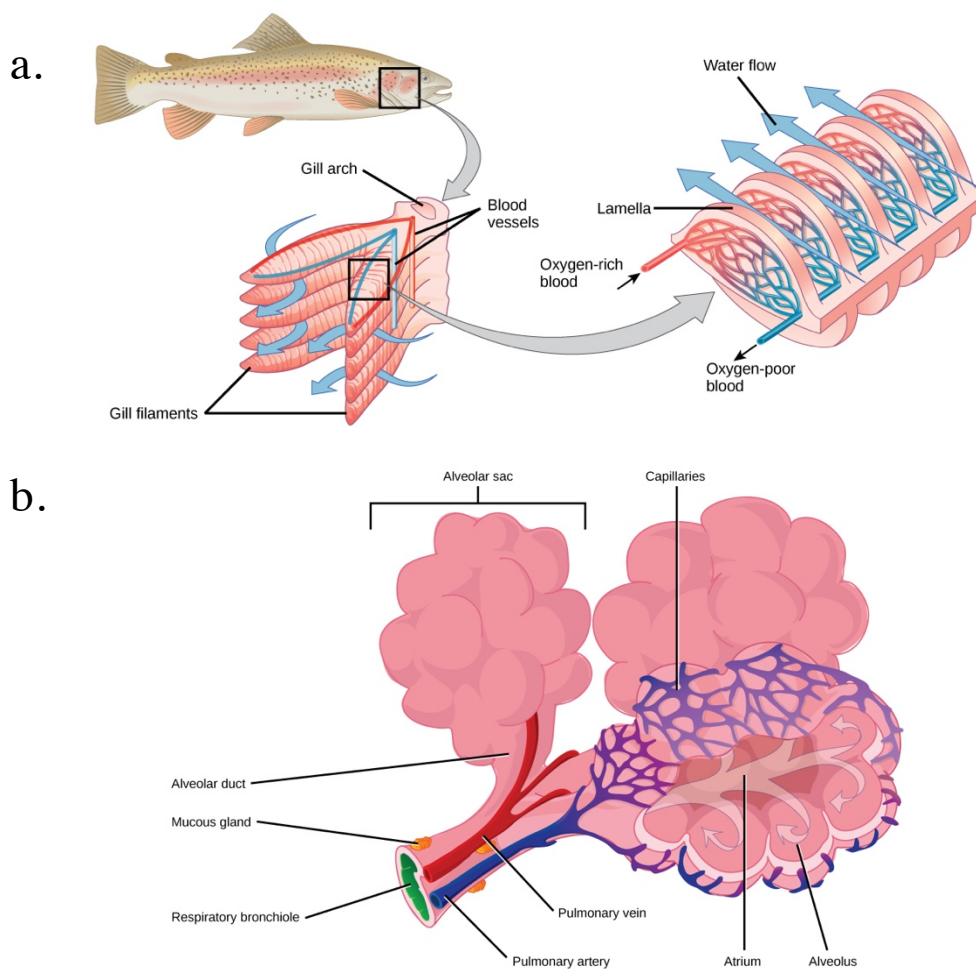 a.
Water flow
Gill arch
Blood
vessels
Lamella
Oxygen-rich
blood
Oxygen-poor
blood
Gill filaments
b.
Alveolar sac
Capillaries
Alveolar duct
Mucous gland
Respiratory bronchiole
Pulmonary vein
Pulmonary artery
Atrium
Alveolus